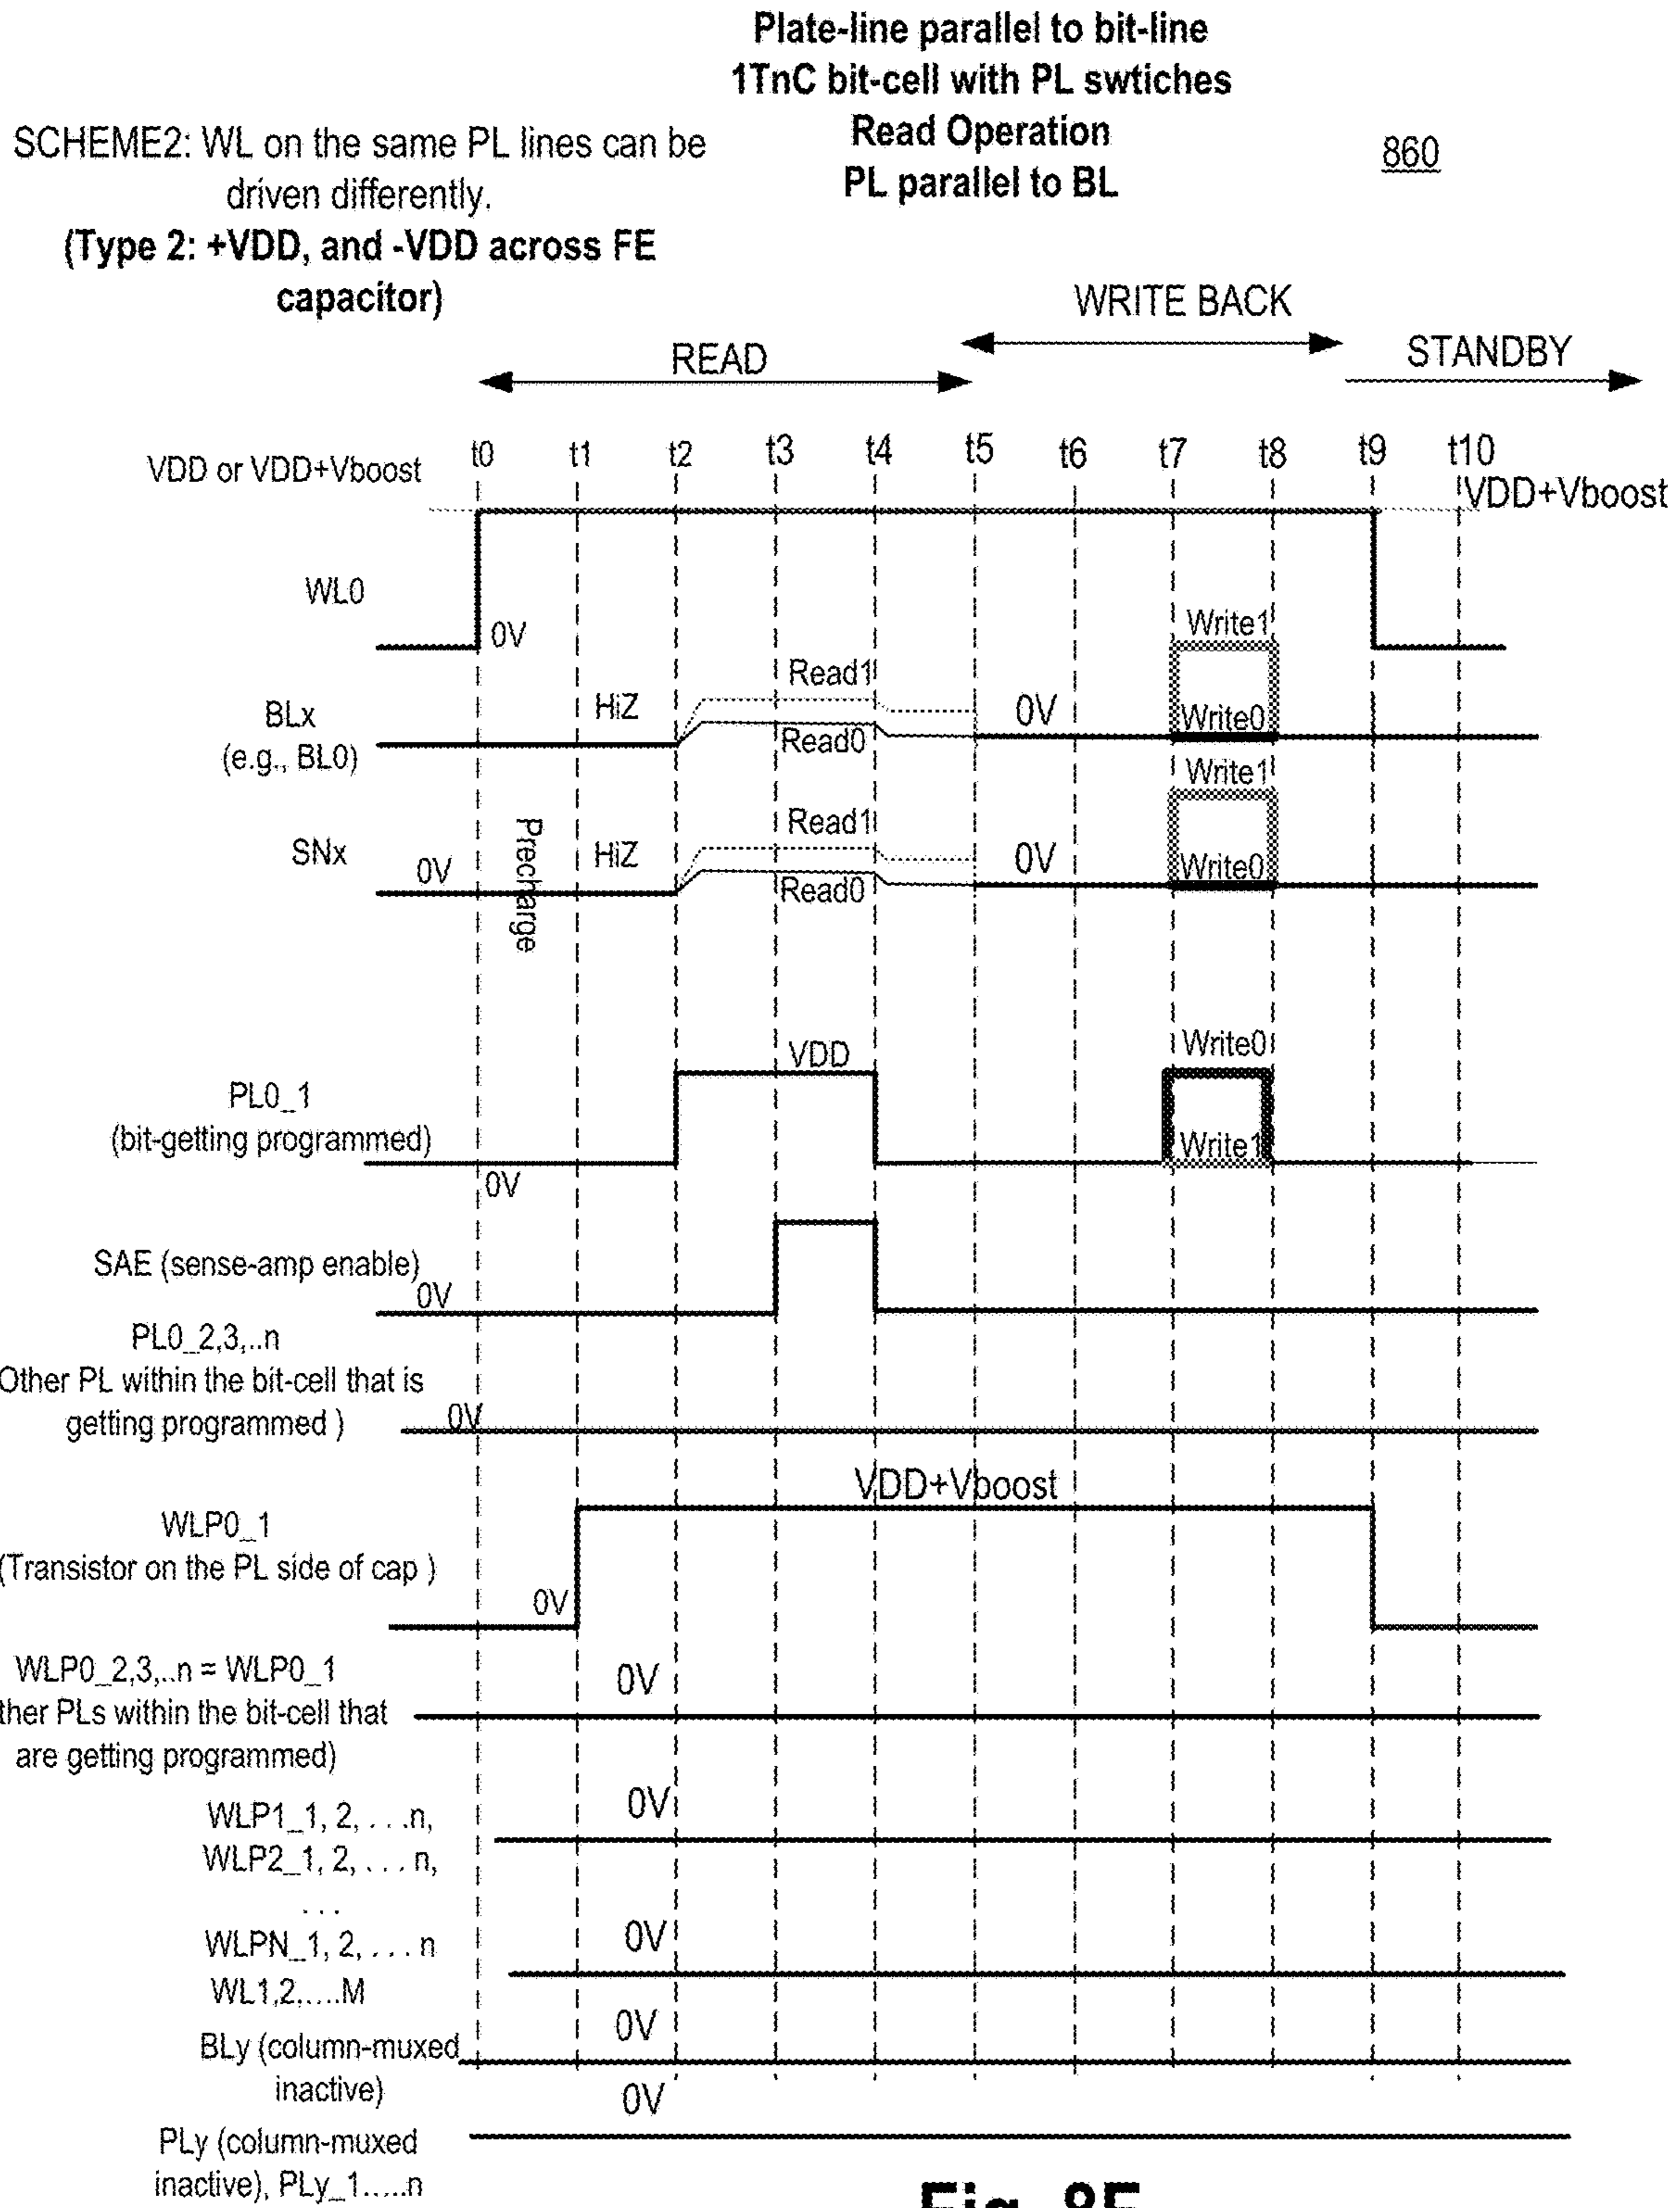 Plate-line parallel to bit-line
1TnC bit-cell with PL swtiches
Read Operation
PL parallel to BL
860
SCHEME2: WL on the same PL lines can be
driven differently.
(Type 2: +VDD, and -VDD across FE
capacitor)
WRITE BACK
READ
STANDBY
VDD or VDD+Vboost
t0 t1 t2 t3 t4 t5 t6 t7 t8 t9 t10
VDD+Vboost
WL0
0V
Write1
Read1
HiZ
0V
Write0
BLx
Read0
(e.g., BL0)
Write1
Read1
SNx
0V
Precharge
HiZ
0V
Write0
Read0
Write0
VDD
PL0_1
(bit-getting programmed)
Write1
0V
SAE (sense-amp enable)
0V
PL0_2,3,..n
Other PL within the bit-cell that is
getting programmed )
0V
VDD+Vboost
WLP0_1
(Transistor on the PL side of cap )
0V
WLP0_2,3,..n = WLP0_1
0V
ther PLs within the bit-cell that
are getting programmed)
0V
WLP1_1, 2, . . .n,
WLP2_1, 2, . . . n,
. . .
WLPN_1, 2, . . . n
0V
WL1,2,....M
0V
BLy (column-muxed
inactive)
0V
PLy (column-muxed
inactive), PLy_1.....n